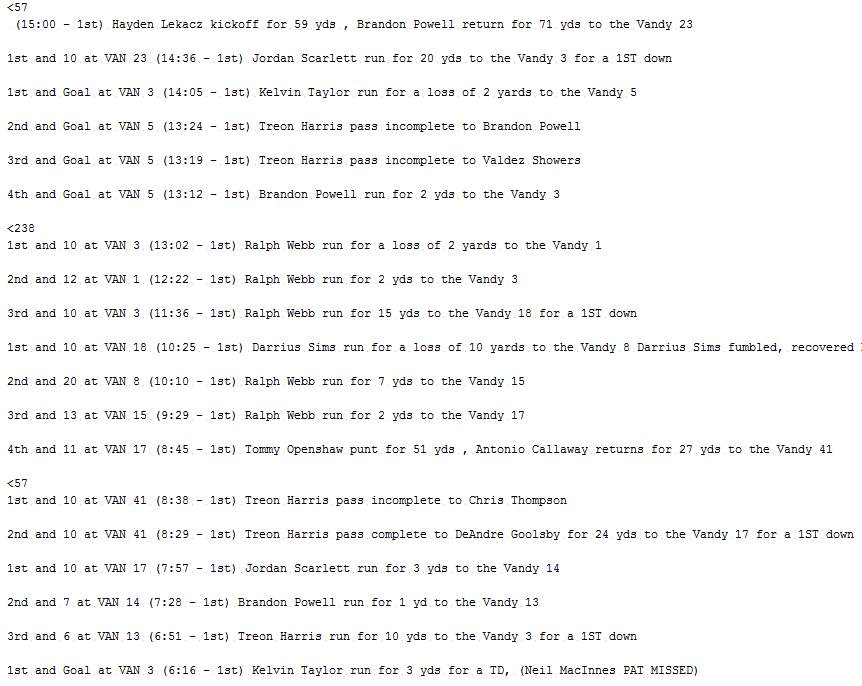 <57
(15:00 - 1st) Hayden Lekacz kickoff for 59 yds , Brandon Powell return for 71 yds to the Vandy 23
1st and 10 at VAN 23 (14:36 - 1st) Jordan Scarlett run for 20 yds to the Vandy 3 for a 1ST down
1st and Goal at VAN 3 (14:05 - 1st) Kelvin Taylor run for a loss of 2 yards to the Vandy 5
2nd and Goal at VAN 5 (13:24 - 1st) Treon Harris pass incomplete to Brandon Powell
3rd and Goal at VAN 5 (13:19 - 1st) Treon Harris pass incomplete to Valdez Showers
4th and Goal at VAN 5 (13:12 - 1st) Brandon Powell run for 2 yds to the Vandy 3
<238
1st and 10 at VAN 3 (13:02 - 1st) Ralph Webb run for a loss of 2 yards to the Vandy 1
2nd and 12 at VAN 1 (12:22 - 1st) Ralph Webb run for 2 yds to the Vandy 3
3rd and 10 at VAN 3 (11:36 - 1st) Ralph Webb run for 15 yds to the Vandy 18 for a 1ST down
1st and 10 at VAN 18 (10:25 - 1st) Darrius Sims run for a loss of 10 yards to the Vandy 8 Darrius Sims fumbled, recovered
2nd and 20 at VAN 8 (10:10 - 1st) Ralph Webb run for 7 yds to the Vandy 15
3rd and 13 at VAN 15 (9:29 - 1st) Ralph Webb run for 2 yds to the Vandy 17
4th and 11 at VAN 17 (8:45 - 1st) Tommy Openshaw punt for 51 yds , Antonio Callaway returns for 27 yds to the Vandy 41
<57
1st and 10 at VAN 41 (8:38 - 1st) Treon Harris pass incomplete to Chris Thompson
2nd and 10 at VAN 41 (8:29 - 1st) Treon Harris pass complete to DeAndre Goolsby for 24 yds to the Vandy 17 for a 1ST down
1st and 10 at VAN 17 (7:57 - 1st) Jordan Scarlett run for 3 yds to the Vandy 14
2nd and 7 at VAN 14 (7:28 - 1st) Brandon Powell run for 1 yd to the Vandy 13
3rd and 6 at VAN 13 (6:51 - 1st) Treon Harris run for 10 yds to the Vandy 3 for a 1ST down
1st and Goal at VAN 3 (6:16 - 1st) Kelvin Taylor run for 3 yds for a TD, (Neil MacInnes PAT MISSED)